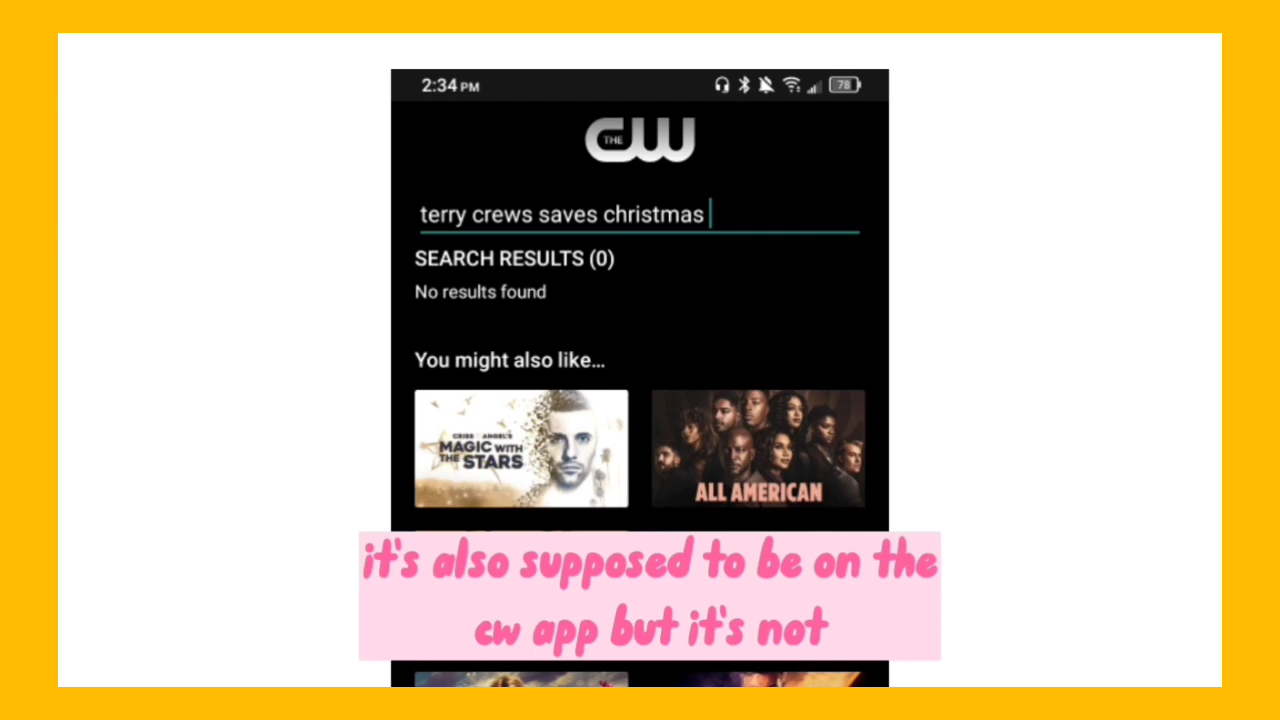 2:34 PM
78
THE CW
terry crews saves christmas
SEARCH RESULTS (0)
No results found
You might also like...
CRISS ANGEL'S
MAGIC WITH
THE STARS
ALL AMERICAN
it's also supposed to be on the
cw app but it's not